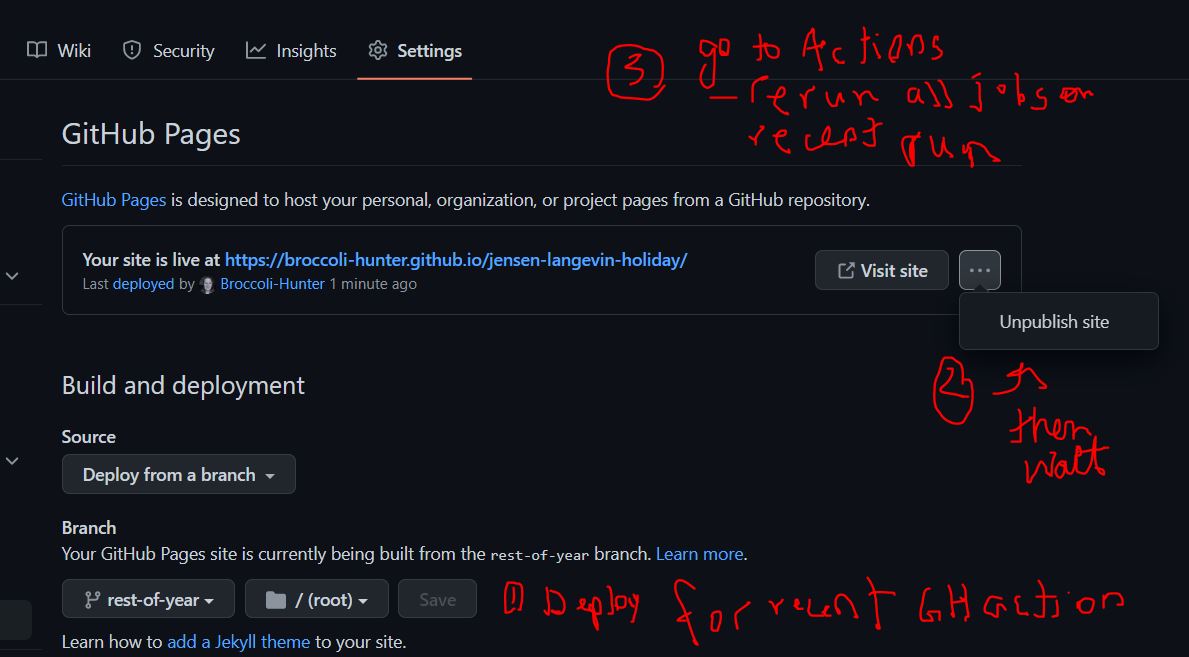 Wiki Security Insights Settings
3 go to Actions
- rerun all jobs on
recent run
GitHub Pages
GitHub Pages is designed to host your personal, organization, or project pages from a GitHub repository.
Your site is live at https://broccoli-hunter.github.io/jensen-langevin-holiday/
Last deployed by Broccoli-Hunter 1 minute ago
Visit site ...
Unpublish site
2
then
wait
Build and deployment
Source
Deploy from a branch
Branch
Your GitHub Pages site is currently being built from the rest-of-year branch. Learn more.
rest-of-year / (root) Save
1 Deploy for recent GH action
Learn how to add a Jekyll theme to your site.